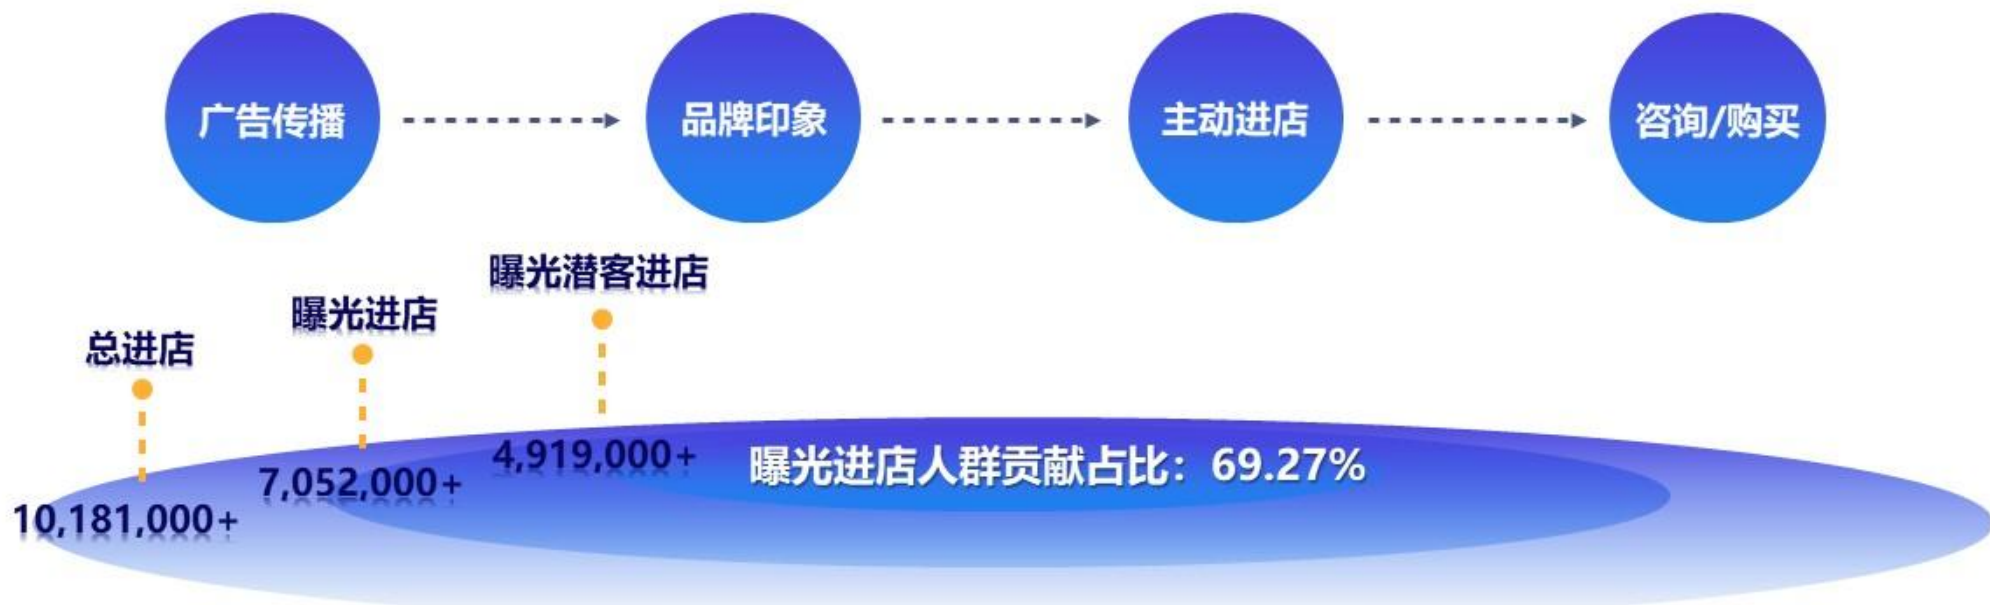 广告传播
品牌印象
主动进店
咨询/购买
曝光潜客进店
曝光进店
总进店
4,919,000+
曝光进店人群贡献占比：69.27%
7,052,000+
10,181,000+